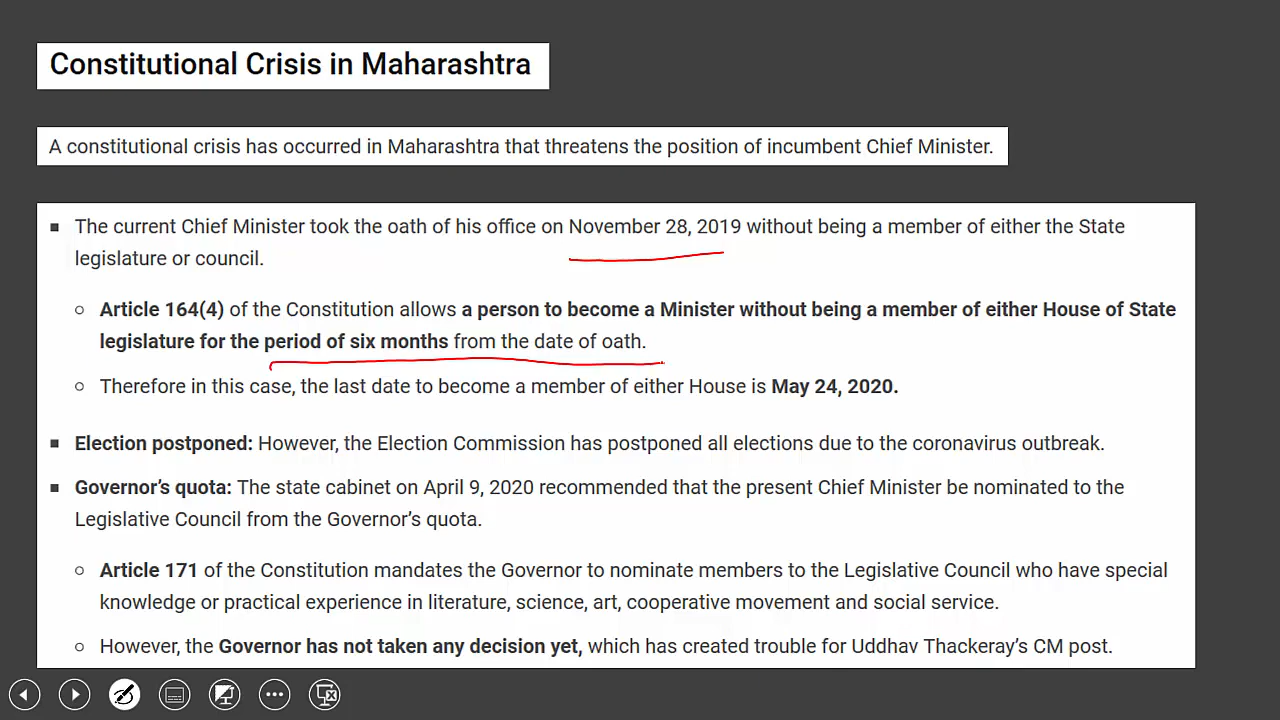 Constitutional Crisis in Maharashtra
A constitutional crisis has occurred in Maharashtra that threatens the position of incumbent Chief Minister.
▪ The current Chief Minister took the oath of his office on November 28, 2019 without being a member of either the State
legislature or council.
○ Article 164(4) of the Constitution allows a person to become a Minister without being a member of either House of State
legislature for the period of six months from the date of oath.
○ Therefore in this case, the last date to become a member of either House is May 24, 2020.
▪ Election postponed: However, the Election Commission has postponed all elections due to the coronavirus outbreak.
▪ Governor’s quota: The state cabinet on April 9, 2020 recommended that the present Chief Minister be nominated to the
Legislative Council from the Governor’s quota.
○ Article 171 of the Constitution mandates the Governor to nominate members to the Legislative Council who have special
knowledge or practical experience in literature, science, art, cooperative movement and social service.
○ However, the Governor has not taken any decision yet, which has created trouble for Uddhav Thackeray’s CM post.